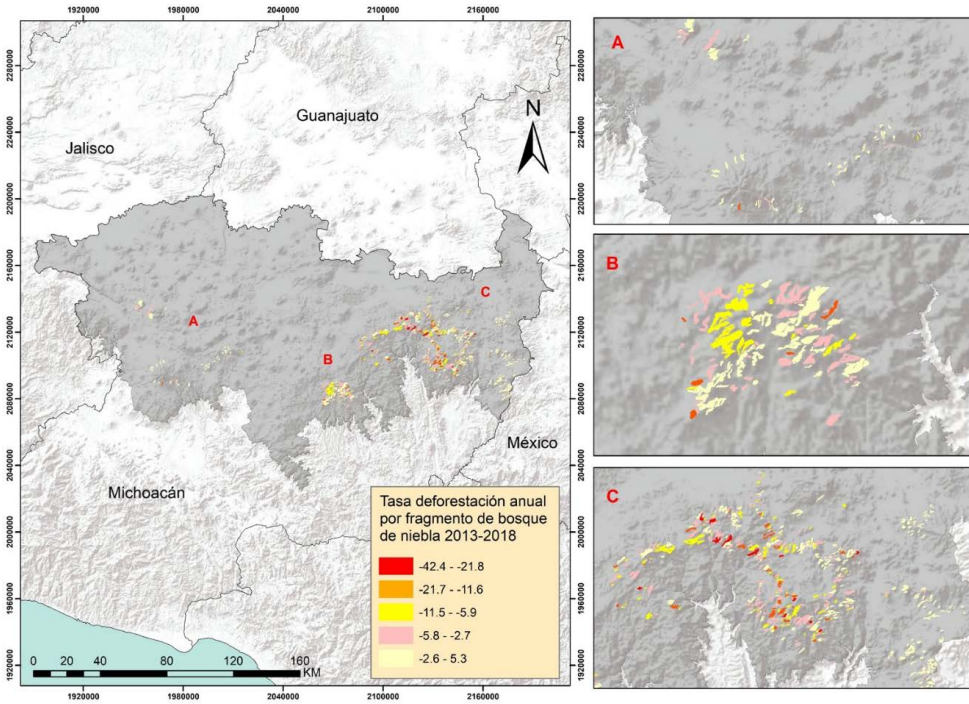 1920000
1980000
2040000
2100000
2160000
2280000
2240000
2200000
2160000
2120000
2080000
2040000
2000000
1960000
1920000
Guanajuato
Jalisco
N
C
A
B
México
Michoacán
Tasa deforestación anual
por fragmento de bosque
de niebla 2013-2018
-42.4 - -21.8
-21.7 - -11.6
-11.5 - -5.9
-5.8 - -2.7
-2.6 - 5.3
0 10 20 40 80 120 160
KM
2280000
2240000
2200000
2160000
2120000
2080000
2040000
2000000
1960000
1920000
1920000
1980000
2040000
2100000
2160000
A
B
C